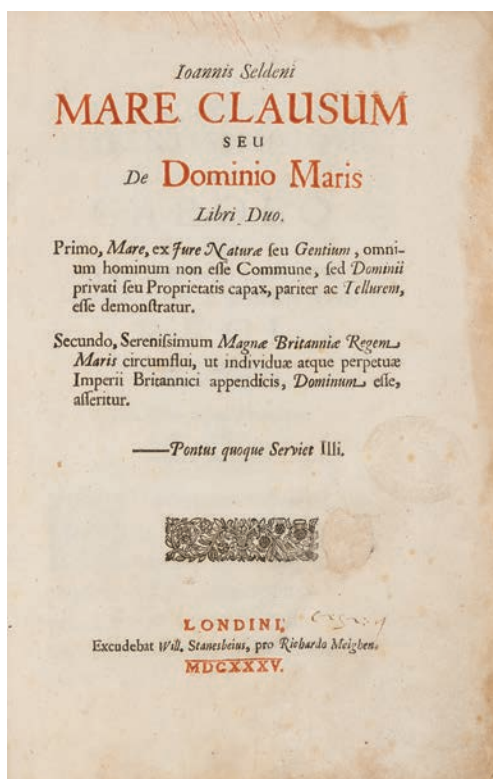 Ioannis Seldeni
MARE CLAUSUM
SEU
De Dominio Maris
Libri Duo.
Primo, Mare, ex Jure Naturæ seu Gentium, omni-
um hominum non esse Commune, sed Dominii
privati seu Proprietatis capax, pariter ac Tellurem,
esse demonstratur.
Secundo, Serenissimum Magnæ Britanniæ Regem
Maris circumflui, ut individuæ atque perpetuæ
Imperii Britannici appendicis, Dominum esse,
asseritur.
——Pontus quoque Serviet Illi.
LONDINI,
Excudebat Will. Stanesbeius, pro Richardo Meighen.
MDCXXXV.